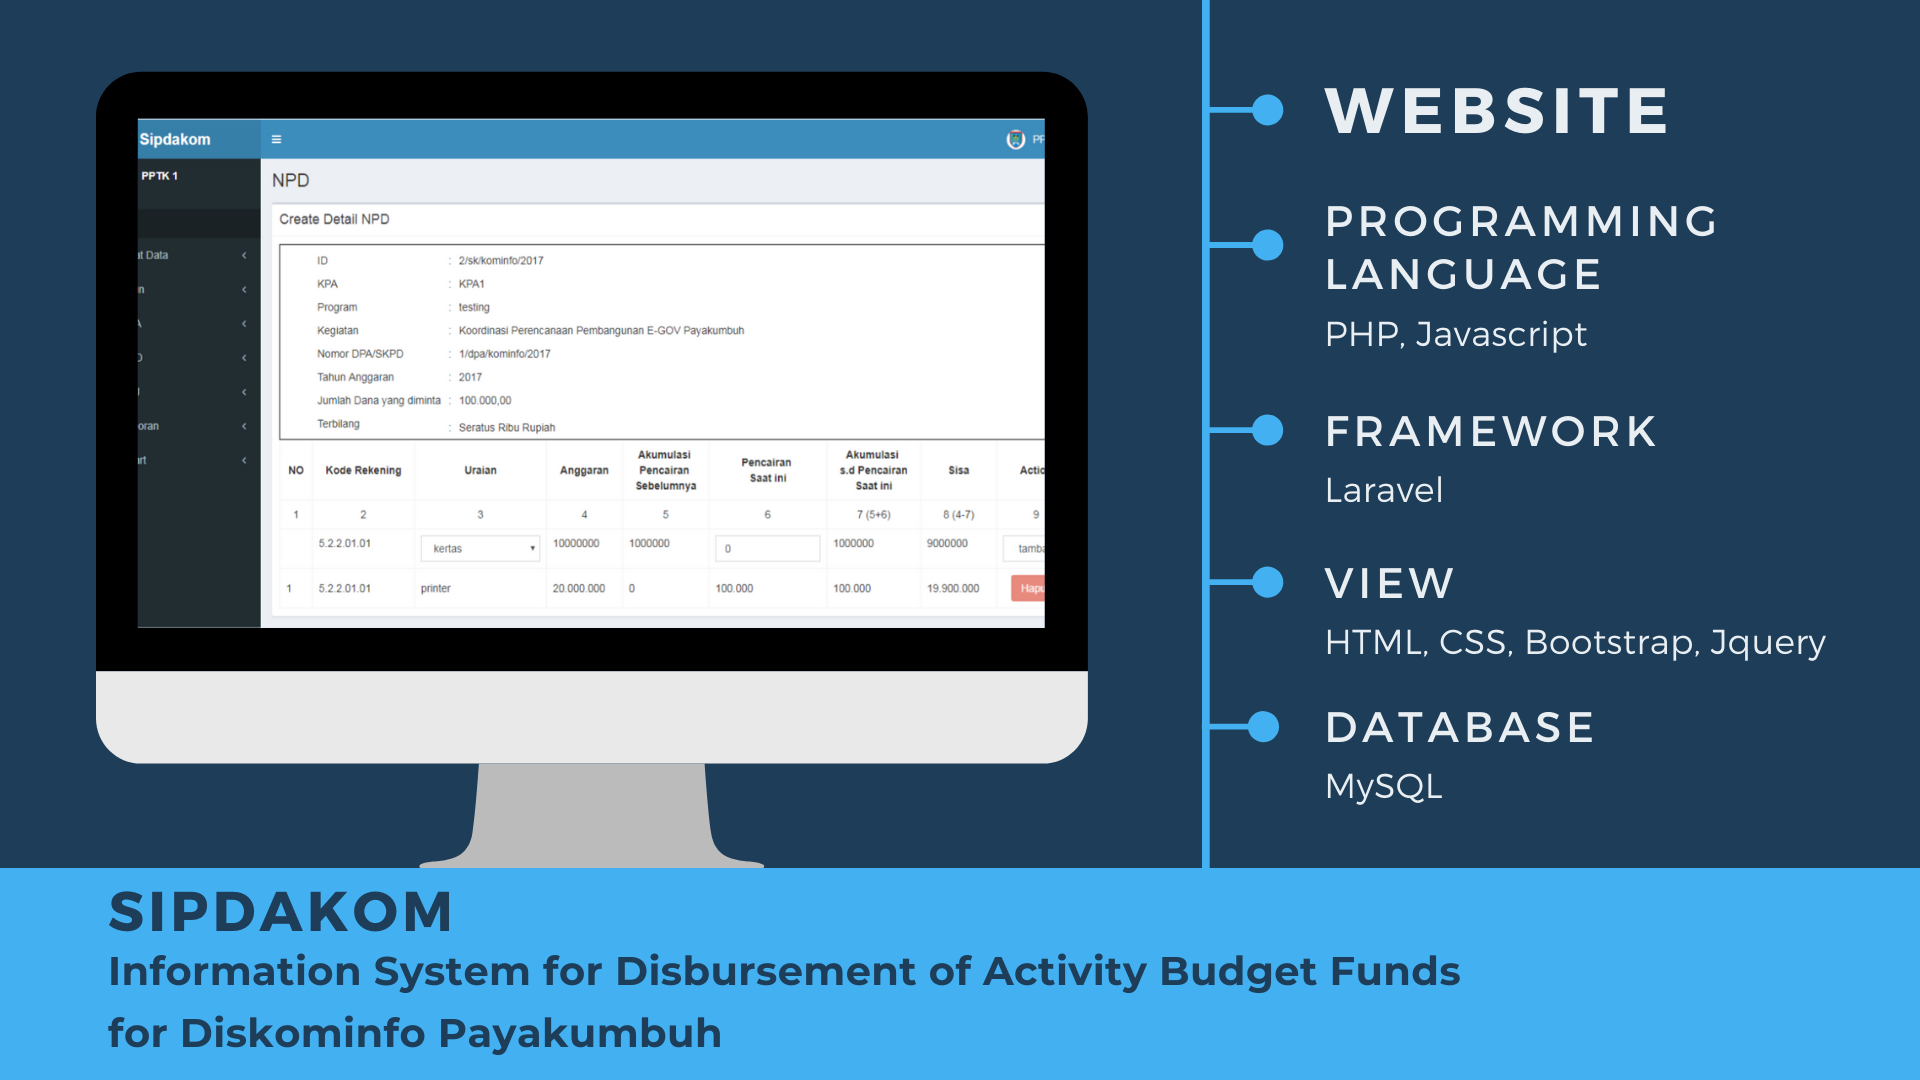 Sipdakom
PP
PPTK 1
NPD
Create Detail NPD
ID : 2/sk/kominfo/2017
KPA : KPA1
Program : testing
Kegiatan : Koordinasi Perencanaan Pembangunan E-GOV Payakumbuh
Nomor DPA/SKPD : 1/dpa/kominfo/2017
Tahun Anggaran : 2017
Jumlah Dana yang diminta : 100.000,00
Terbilang : Seratus Ribu Rupiah
NO Kode Rekening Uraian Anggaran Akumulasi Pencairan Sebelumnya Pencairan Saat ini Akumulasi s.d Pencairan Saat ini Sisa Actio
1 2 3 4 5 6 7 (5+6) 8 (4-7) 9
5.2.2.01.01 kertas 10000000 1000000 0 1000000 9000000 tamba
1 5.2.2.01.01 printer 20.000.000 0 100.000 100.000 19.900.000 Hapu
Data
oran
WEBSITE
PROGRAMMING
LANGUAGE
PHP, Javascript
FRAMEWORK
Laravel
VIEW
HTML, CSS, Bootstrap, Jquery
DATABASE
MySQL
SIPDAKOM
Information System for Disbursement of Activity Budget Funds
for Diskominfo Payakumbuh